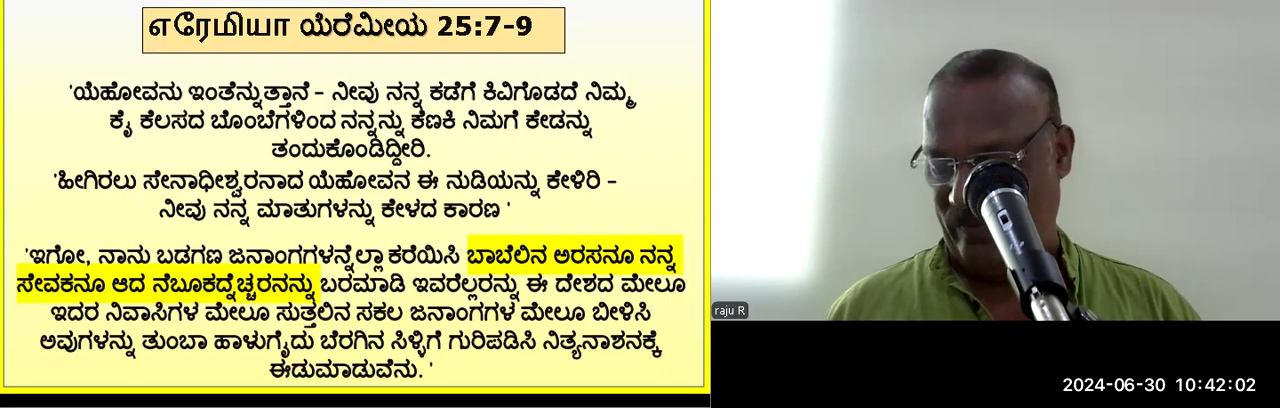 எரேமியா ಯೆರೆಮೀಯ 25:7-9
'ಯೆಹೋವನು ಇಂತೆನ್ನುತ್ತಾನೆ – ನೀವು ನನ್ನ ಕಡೆಗೆ ಕಿವಿಗೊಡದೆ ನಿಮ್ಮ
ಕೈ ಕೆಲಸದ ಬೊಂಬೆಗಳಿಂದ ನನ್ನನ್ನು ಕೆಣಕಿ ನಿಮಗೆ ಕೇಡನ್ನು
ತಂದುಕೊಂಡಿದ್ದೀರಿ.
'ಹೀಗಿರಲು ಸೇನಾಧೀಶ್ವರನಾದ ಯೆಹೋವನ ಈ ನುಡಿಯನ್ನು ಕೇಳಿರಿ –
ನೀವು ನನ್ನ ಮಾತುಗಳನ್ನು ಕೇಳದ ಕಾರಣ '
'ಇಗೋ, ನಾನು ಬಡಗಣ ಜನಾಂಗಗಳನ್ನೆಲ್ಲಾ ಕರೆಯಿಸಿ ಬಾಬೆಲಿನ ಅರಸನೂ ನನ್ನ
ಸೇವಕನೂ ಆದ ನೆಬೂಕದ್ನೆಚ್ಚರನನ್ನು ಬರಮಾಡಿ ಇವರೆಲ್ಲರನ್ನು ಈ ದೇಶದ ಮೇಲೂ
ಇದರ ನಿವಾಸಿಗಳ ಮೇಲೂ ಸುತ್ತಲಿನ ಸಕಲ ಜನಾಂಗಗಳ ಮೇಲೂ ಬೀಳಿಸಿ
ಅವುಗಳನ್ನು ತುಂಬಾ ಹಾಳುಗೈದು ಬೆರಗಿನ ಸಿಳ್ಳಿಗೆ ಗುರಿಪಡಿಸಿ ನಿತ್ಯನಾಶನಕ್ಕೆ
ಈಡುಮಾಡುವೆನು. '
raju R
2024-06-30 10:42:02